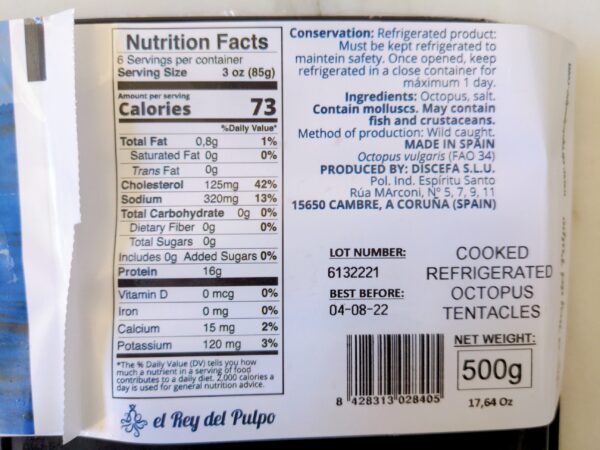 Nutrition Facts
6 Servings per container
Serving Size 3 oz (85g)
Amount per serving
Calories 73
%Daily Value*
Total Fat 0,8g 1%
Saturated Fat 0g 0%
Trans Fat 0g
Cholesterol 125mg 42%
Sodium 320mg 13%
Total Carbohydrate 0g 0%
Dietary Fiber 0g 0%
Total Sugars 0g
Includes 0g Added Sugars 0%
Protein 16g
Vitamin D 0 mcg 0%
Iron 0 mg 0%
Calcium 15 mg 2%
Potassium 120 mg 3%
*The % Daily Value (DV) tells you how
much a nutrient in a serving of food
contributes to a daily diet. 2,000 calories a
day is used for general nutrition advice.
el Rey del Pulpo
Conservation: Refrigerated product:
Must be kept refrigerated to
maintein safety. Once opened, keep
refrigerated in a close container for
máximum 1 day.
Ingredients: Octopus, salt.
Contain molluscs. May contain
fish and crustaceans.
Method of production: Wild caught.
MADE IN SPAIN
Octopus vulgaris (FAO 34)
PRODUCED BY: DISCEFA S.L.U.
Pol. Ind. Espíritu Santo
Rúa MArconi, Nº 5, 7, 9, 11
15650 CAMBRE, A CORUÑA (SPAIN)
LOT NUMBER:
6132221
BEST BEFORE:
04-08-22
COOKED
REFRIGERATED
OCTOPUS
TENTACLES
NET WEIGHT:
500g
17,64 Oz
8 428313 028405